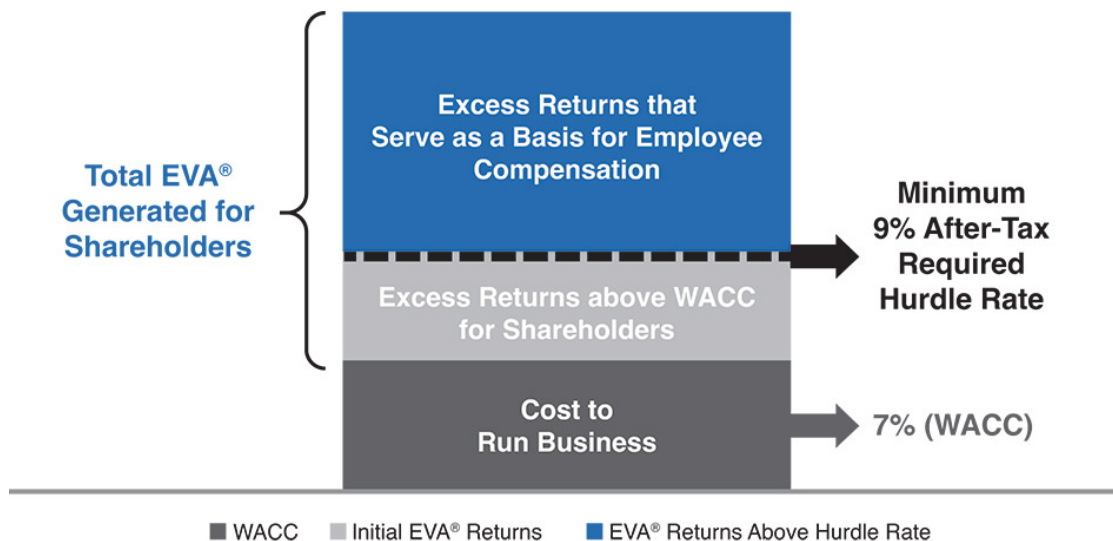 Excess Returns that
Serve as a Basis for Employee
Compensation
Total EVA®
Generated for
Shareholders
Minimum
9% After-Tax
Required
Hurdle Rate
Excess Returns above WACC
for Shareholders
Cost to
Run Business
7% (WACC)
WACC
Initial EVA® Returns
EVA® Returns Above Hurdle Rate